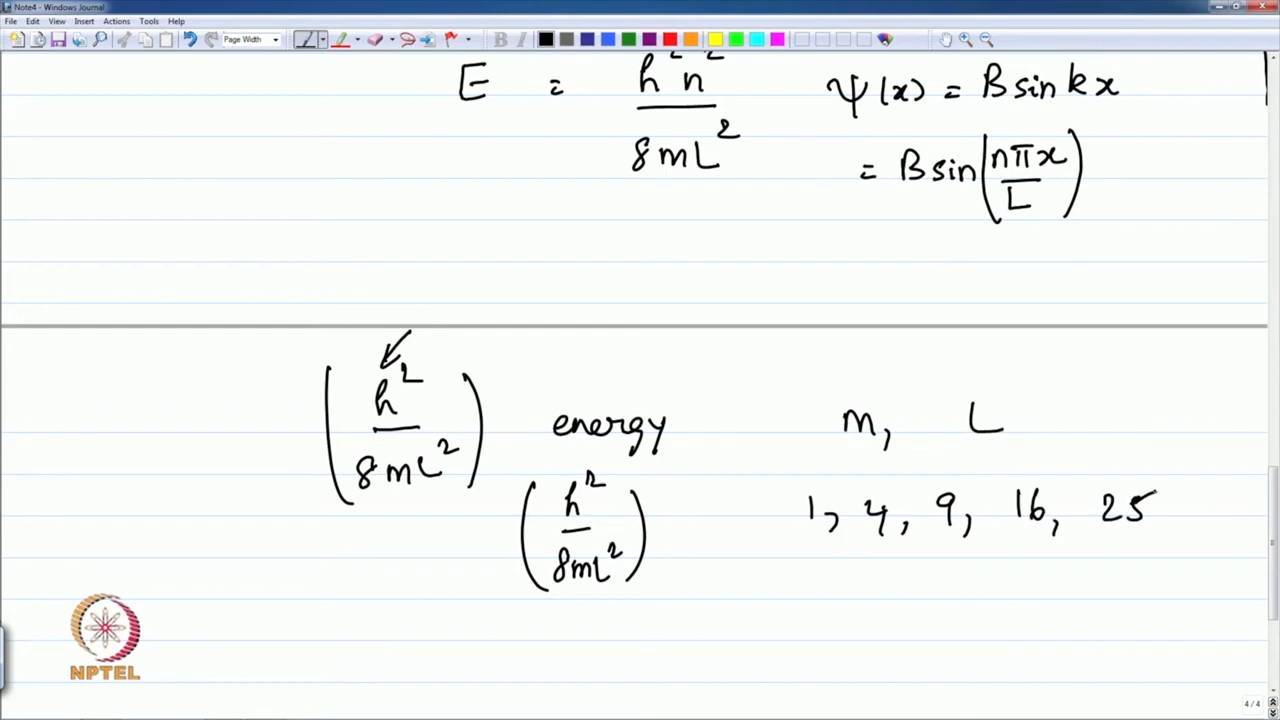 Note4 - Windows Journal
File Edit View Insert Actions Tools Help
Page Width
E = h²n² / 8mL²
ψ(x) = B sin kx
= B sin(nπx / L)
(h² / 8mL²) energy m, L
(h² / 8mL²) 1, 4, 9, 16, 25
NPTEL
4/4